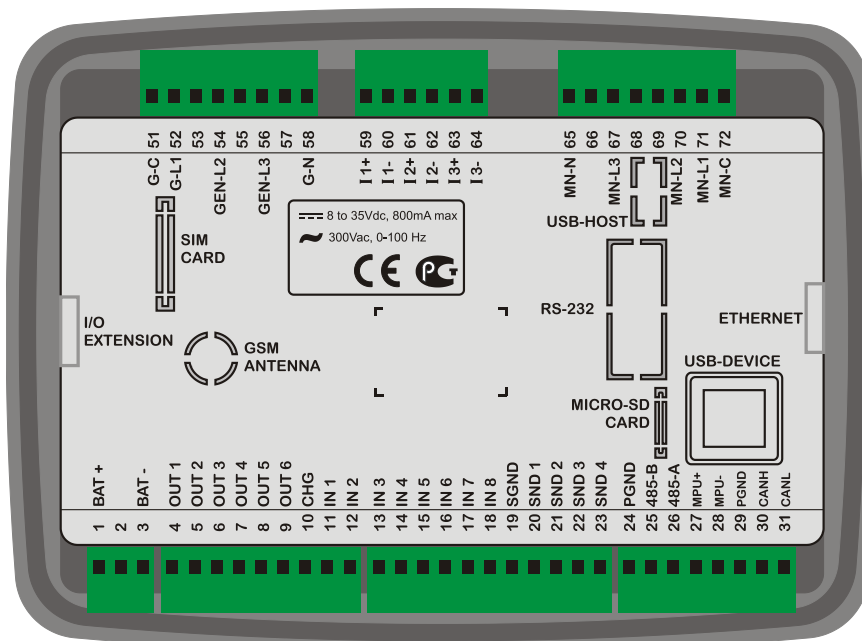 51 52 53 54 55 56 57 58
G-C G-L1 GEN-L2 GEN-L3 G-N
59 60 61 62 63 64
I1+ I1- I2+ I2- I3+ I3-
65 66 67 68 69 70 71 72
MN-N MN-L3 MN-L2 MN-L1 MN-C
8 to 35Vdc, 800mA max
300Vac, 0-100 Hz
CE
SIM
CARD
USB-HOST
RS-232
I/O
EXTENSION
GSM
ANTENNA
ETHERNET
USB-DEVICE
MICRO-SD
CARD
1 BAT +
2
3 BAT -
4 OUT 1
5 OUT 2
6 OUT 3
7 OUT 4
8 OUT 5
9 OUT 6
10 CHG
11 IN 1
12 IN 2
13 IN 3
14 IN 4
15 IN 5
16 IN 6
17 IN 7
18 IN 8
19 SGND
20 SND 1
21 SND 2
22 SND 3
23 SND 4
24 PGND
25 485-B
26 485-A
27 MPU+
28 MPU-
29 PGND
30 CANH
31 CANL